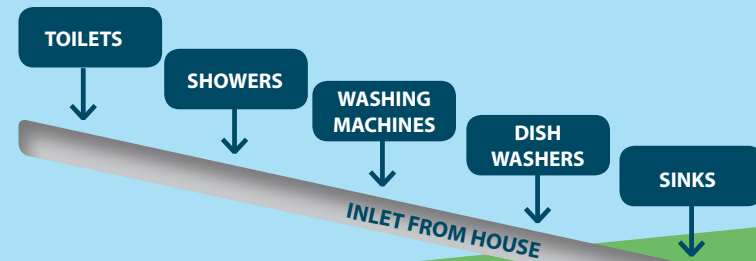 TOILETS
SHOWERS
WASHING
MACHINES
DISH
WASHERS
SINKS
INLET FROM HOUSE